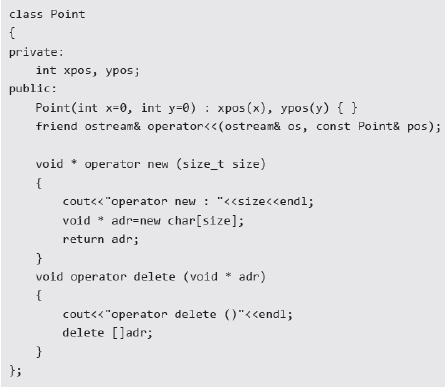 class Point
{
private:
    int xpos, ypos;
public:
    Point(int x=0, int y=0) : xpos(x), ypos(y) { }
    friend ostream& operator<<(ostream& os, const Point& pos);

    void * operator new (size_t size)
    {
        cout<<"operator new : "<<size<<endl;
        void * adr=new char[size];
        return adr;
    }
    void operator delete (void * adr)
    {
        cout<<"operator delete ()"<<endl;
        delete []adr;
    }
};